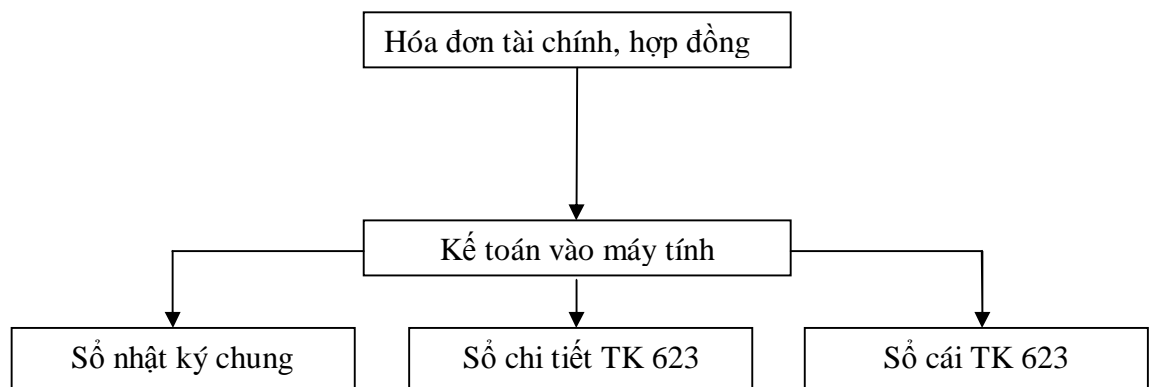 Hóa đơn tài chính, hợp đồng
Kế toán vào máy tính
Sổ nhật ký chung
Sổ chi tiết TK 623
Sổ cái TK 623